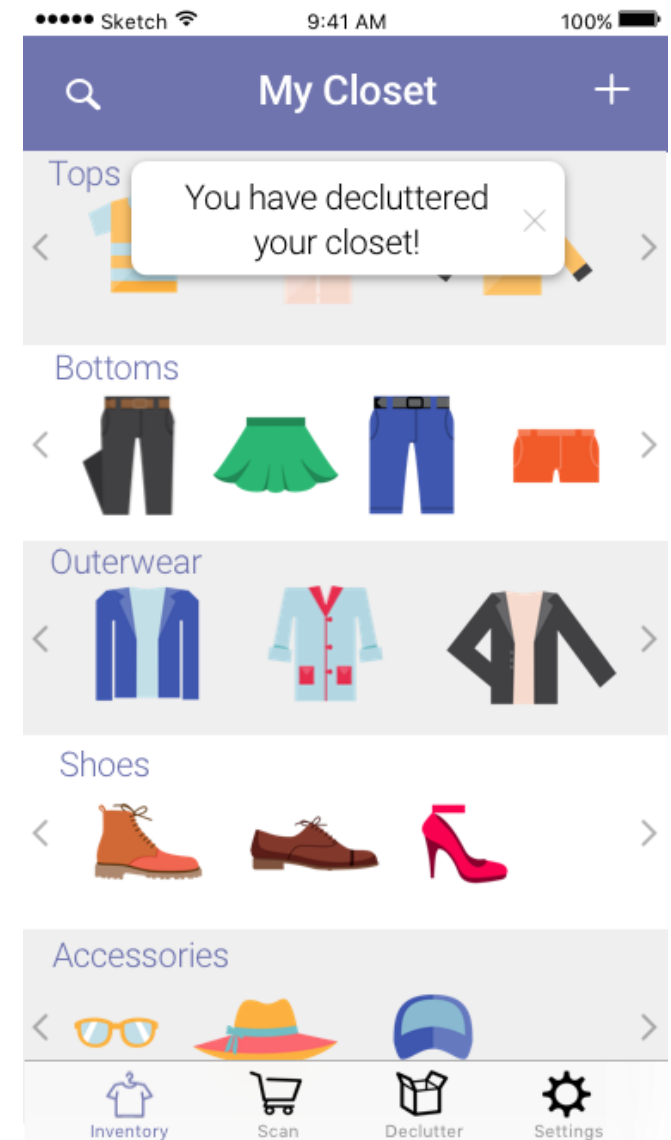 Sketch 9:41 AM 100%
My Closet
Tops
You have decluttered
your closet!
Bottoms
Outerwear
Shoes
Accessories
Inventory Scan Declutter Settings